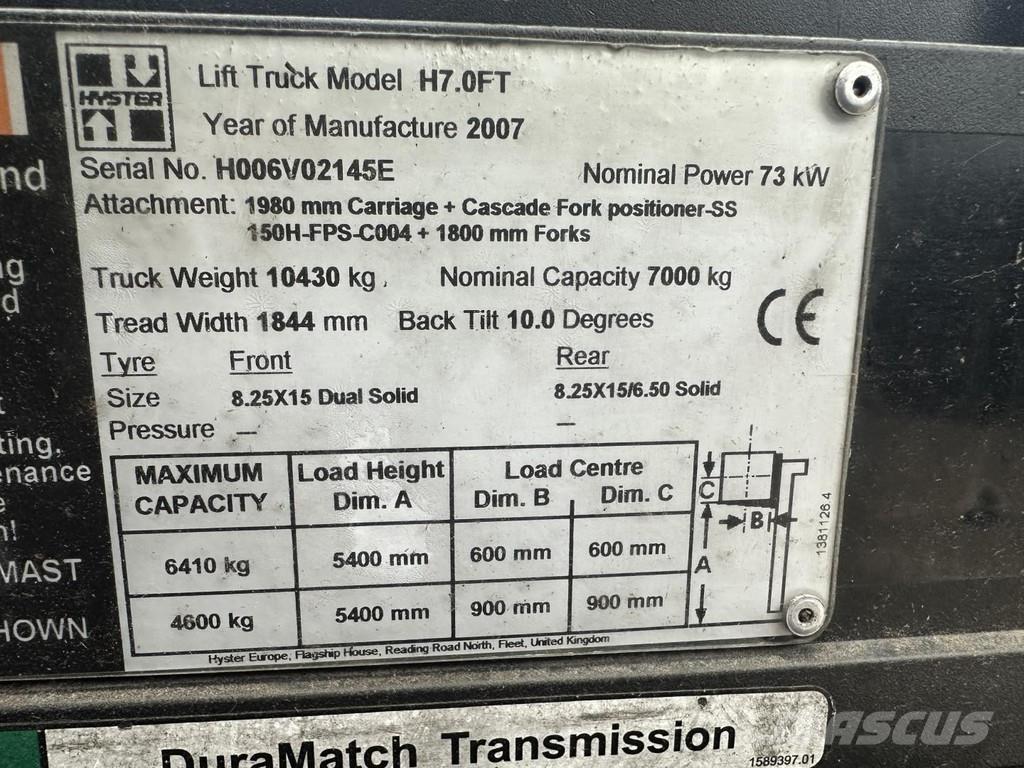 HYSTER
Lift Truck Model H7.0FT
Year of Manufacture 2007
Serial No. H006V02145E Nominal Power 73 kW
Attachment: 1980 mm Carriage + Cascade Fork positioner-SS
150H-FPS-C004 + 1800 mm Forks
Truck Weight 10430 kg Nominal Capacity 7000 kg
Tread Width 1844 mm Back Tilt 10.0 Degrees
CE
Tyre Front Rear
Size 8.25X15 Dual Solid 8.25X15/6.50 Solid
Pressure — —
MAXIMUM CAPACITY Load Height Dim. A Load Centre Dim. B Dim. C
6410 kg 5400 mm 600 mm 600 mm
4600 kg 5400 mm 900 mm 900 mm
C
B
A
1381126.4
Hyster Europe, Flagship House, Reading Road North, Fleet, United Kingdom
nd
ng
d
ting,
enance
e
n!
MAST
HOWN
DuraMatch Transmission
1589397.01
MASCUS